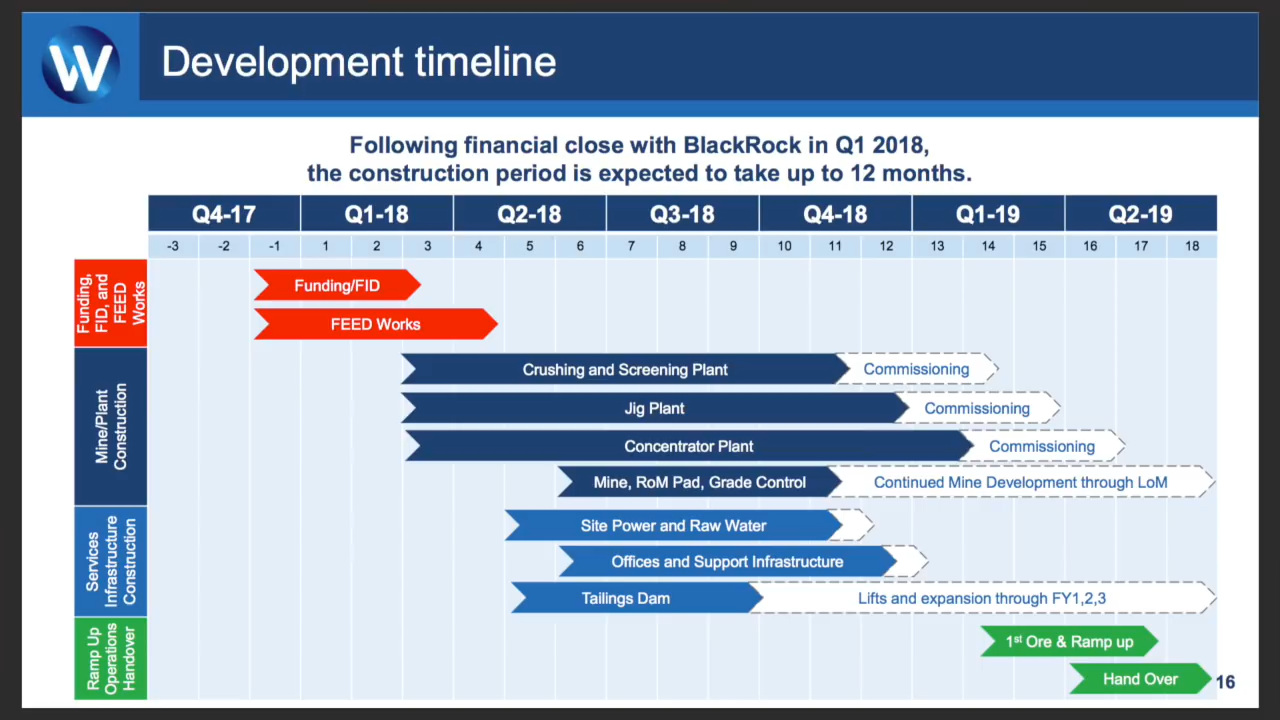 W
Development timeline
Following financial close with BlackRock in Q1 2018,
the construction period is expected to take up to 12 months.
Q4-17 Q1-18 Q2-18 Q3-18 Q4-18 Q1-19 Q2-19
-3 -2 -1 1 2 3 4 5 6 7 8 9 10 11 12 13 14 15 16 17 18
Funding,
FID, and
FEED
Works
Funding/FID
FEED Works
Mine/Plant
Construction
Crushing and Screening Plant Commissioning
Jig Plant Commissioning
Concentrator Plant Commissioning
Mine, RoM Pad, Grade Control Continued Mine Development through LoM
Services
Infrastructure
Construction
Site Power and Raw Water
Offices and Support Infrastructure
Tailings Dam Lifts and expansion through FY1,2,3
Ramp Up
Operations
Handover
1st Ore & Ramp up
Hand Over
16